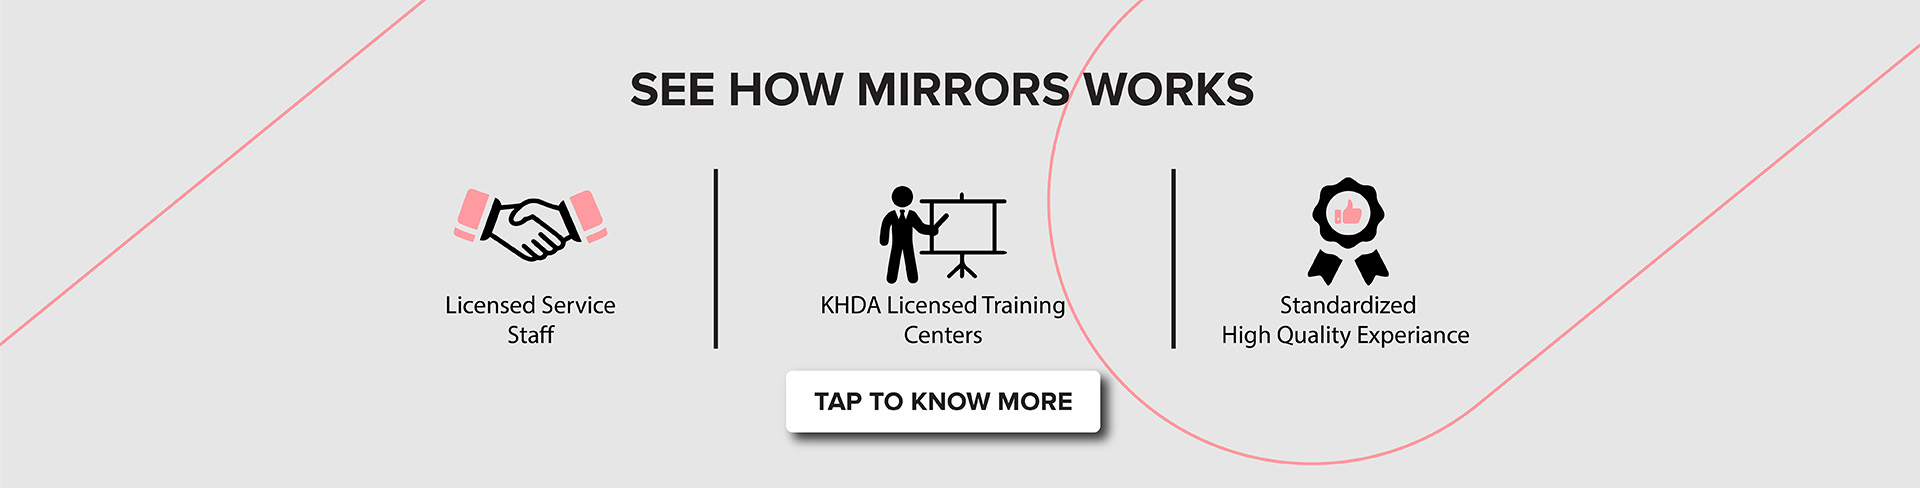 SEE HOW MIRRORS WORKS
Licensed Service
Staff
KHDA Licensed Training
Centers
Standardized
High Quality Experiance
TAP TO KNOW MORE